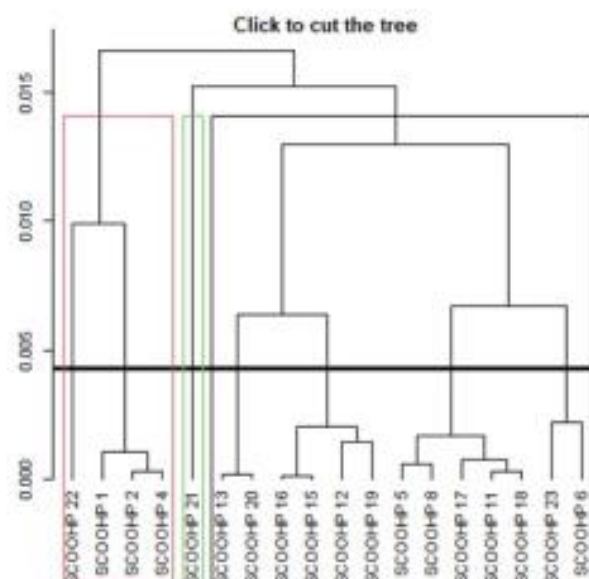 Click to cut the tree
0.015
0.010
0.005
0.000
SCOOHP 22
SCOOHP 1
SCOOHP 2
SCOOHP 4
SCOOHP 21
SCOOHP 13
SCOOHP 20
SCOOHP 16
SCOOHP 15
SCOOHP 12
SCOOHP 19
SCOOHP 5
SCOOHP 8
SCOOHP 17
SCOOHP 11
SCOOHP 18
SCOOHP 23
SCOOHP 6